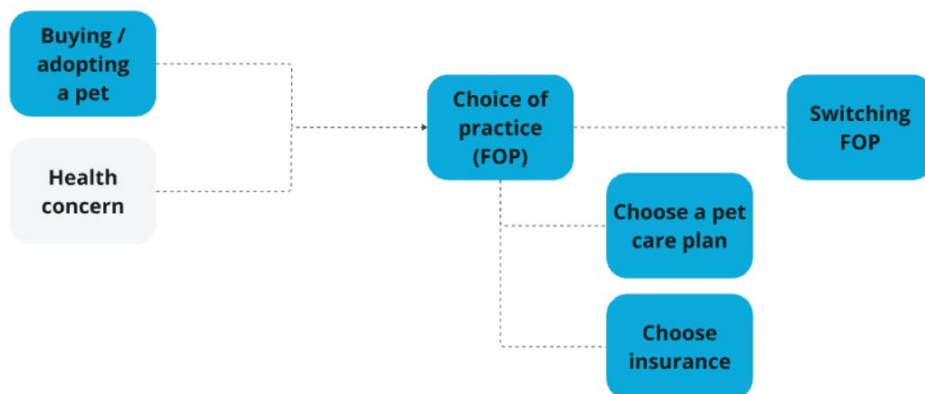 Buying /
adopting
a pet
Health
concern
Choice of
practice
(FOP)
Switching
FOP
Choose a pet
care plan
Choose
insurance